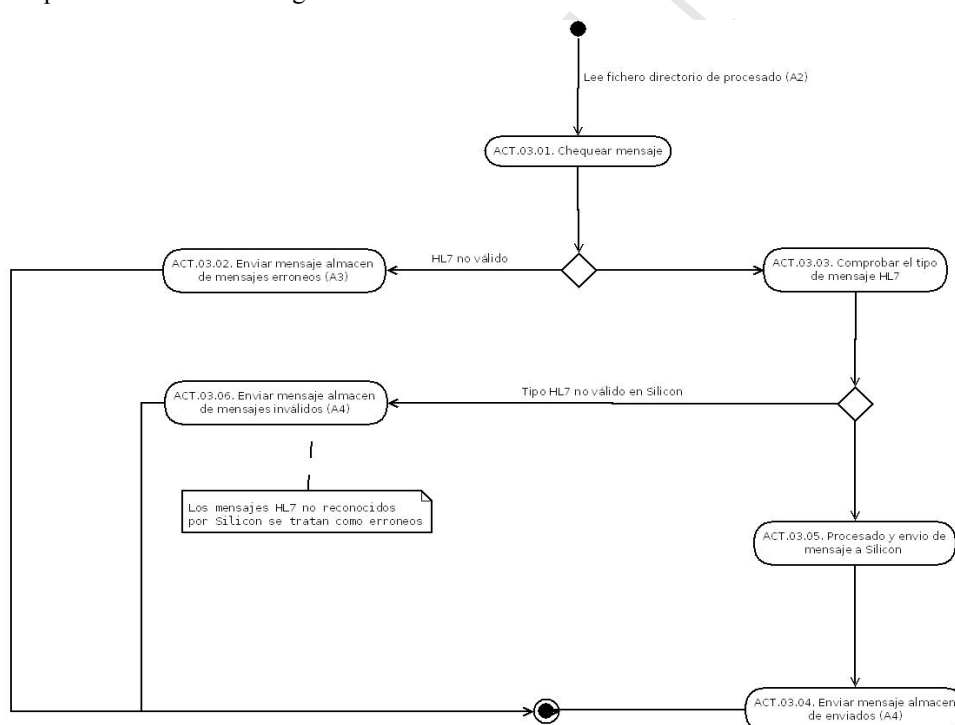 Lee fichero directorio de procesado (A2)
ACT.03.01. Chequear mensaje
HL7 no válido
ACT.03.02. Enviar mensaje almacen
de mensajes erroneos (A3)
ACT.03.03. Comprobar el tipo
de mensaje HL7
Tipo HL7 no válido en Silicon
ACT.03.06. Enviar mensaje almacen
de mensajes inválidos (A4)
Los mensajes HL7 no reconocidos
por Silicon se tratan como erroneos
ACT.03.05. Procesado y envio de
mensaje a Silicon
ACT.03.04. Enviar mensaje almacen
de enviados (A4)